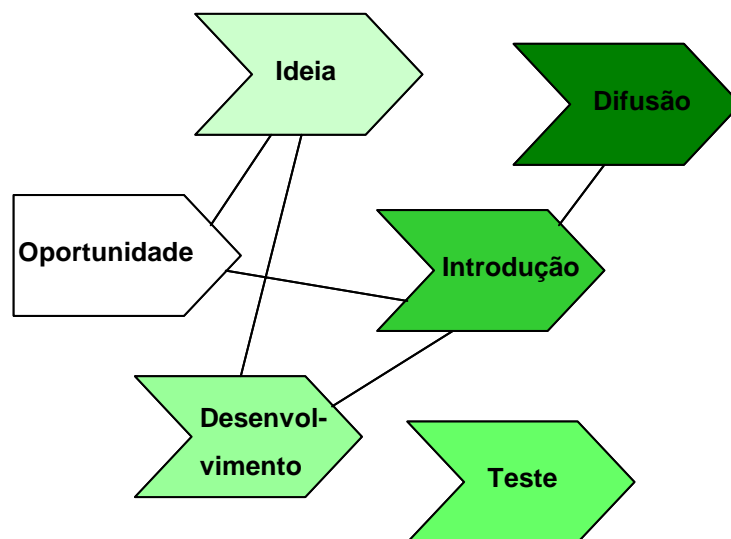 Ideia
Difusão
Oportunidade
Introdução
Desenvol-
vimento
Teste